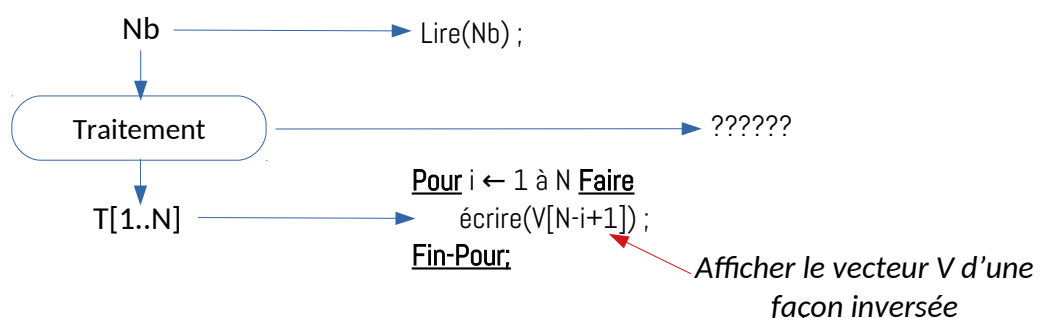 Nb
Lire(Nb) ;
Traitement
??????
Pour i ← 1 à N Faire
T[1..N]
écrire(V[N-i+1]) ;
Fin-Pour;
Afficher le vecteur V d’une
façon inversée